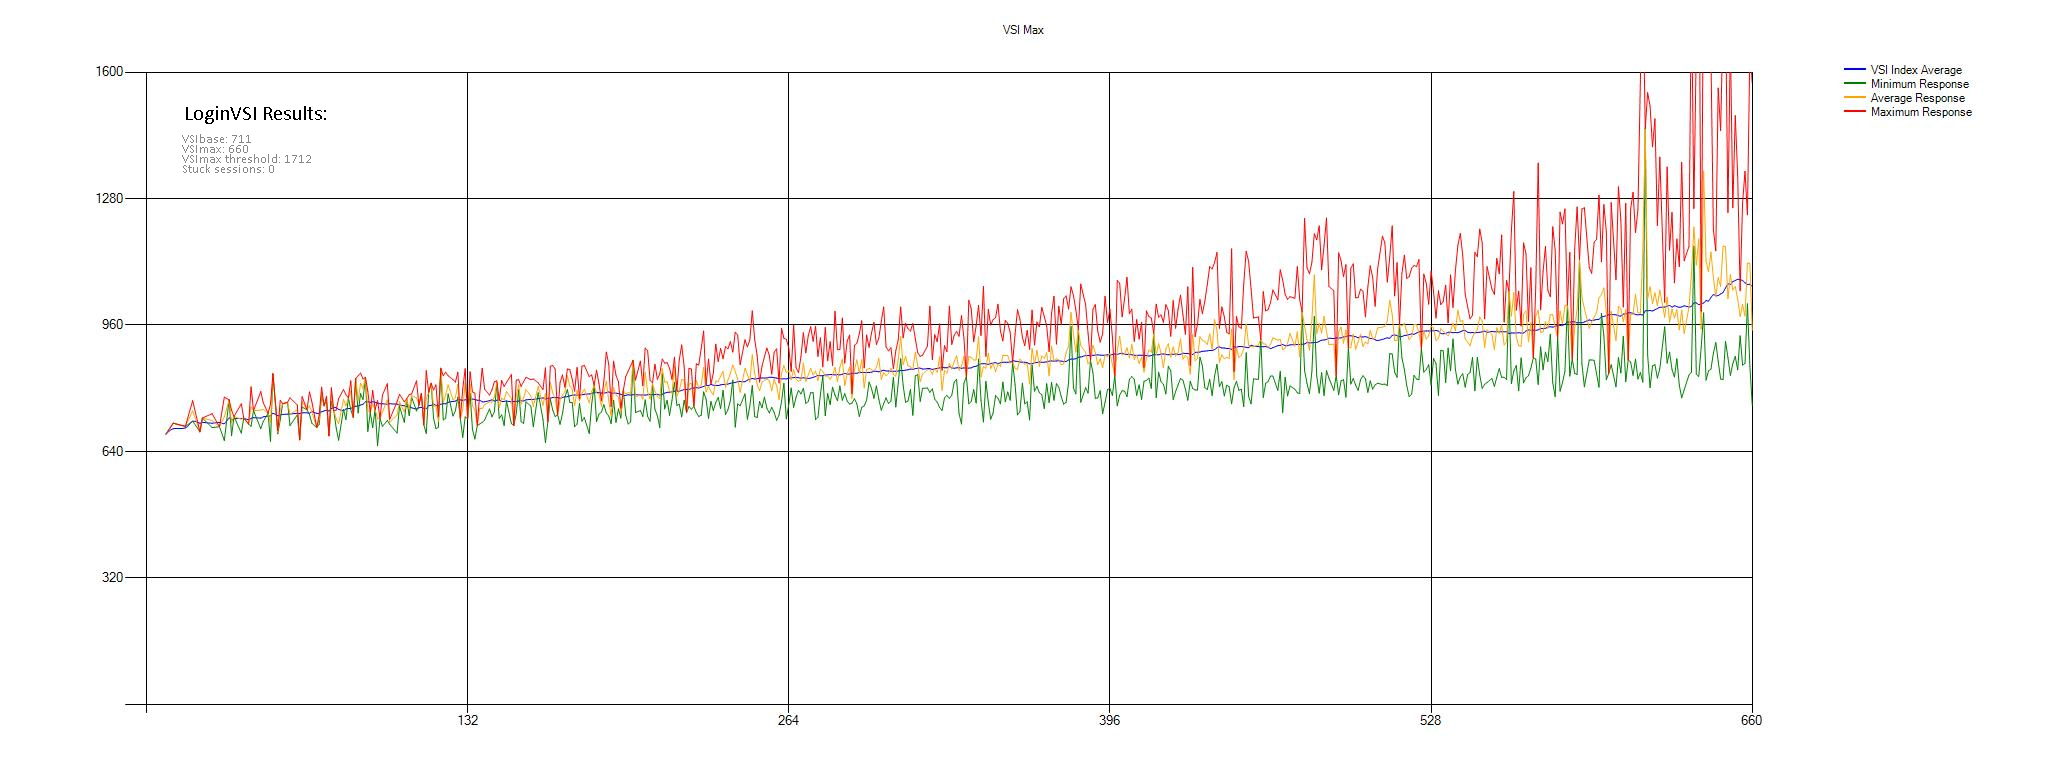 VSI Max
1600
1280
960
640
320
LoginVSI Results:
VSIbase: 711
VSImax: 660
VSImax threshold: 1712
Stuck sessions: 0
132
264
396
528
660
VSI Index Average
Minimum Response
Average Response
Maximum Response